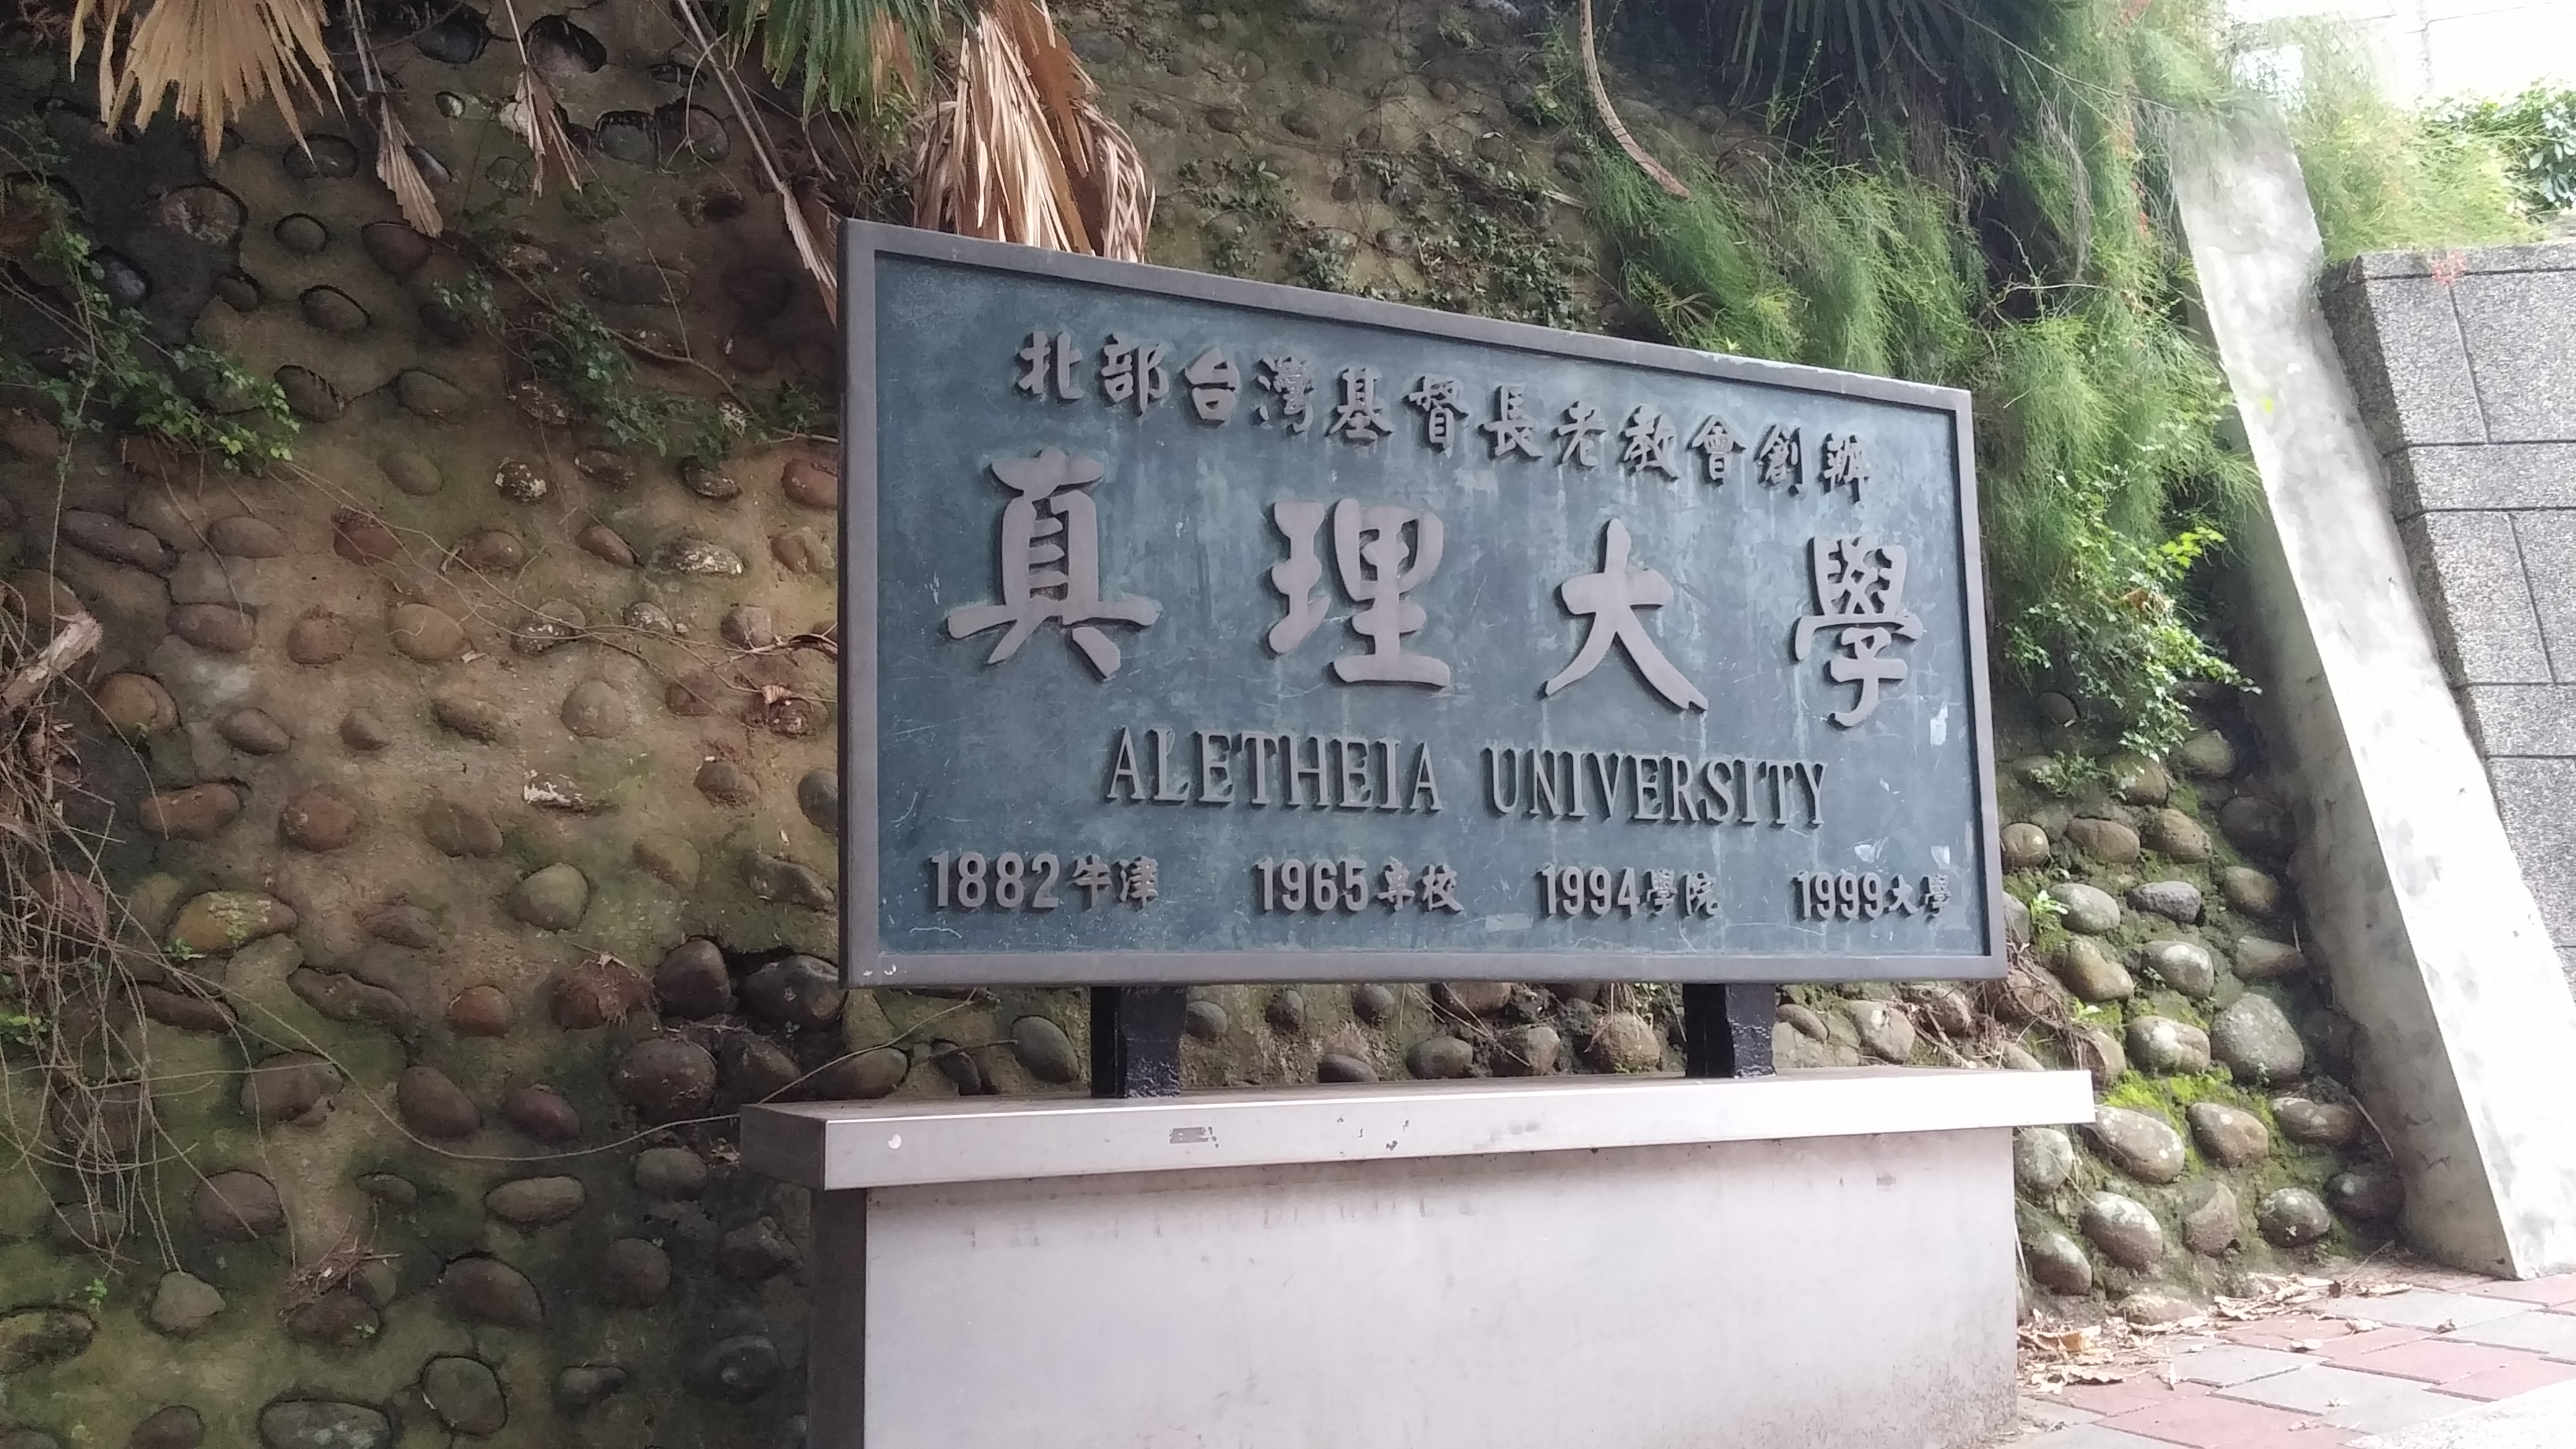 北部台灣基督長老教會創辦
真理大學
ALETHEIA UNIVERSITY
1882牛津 1965專校 1994學院 1999大學